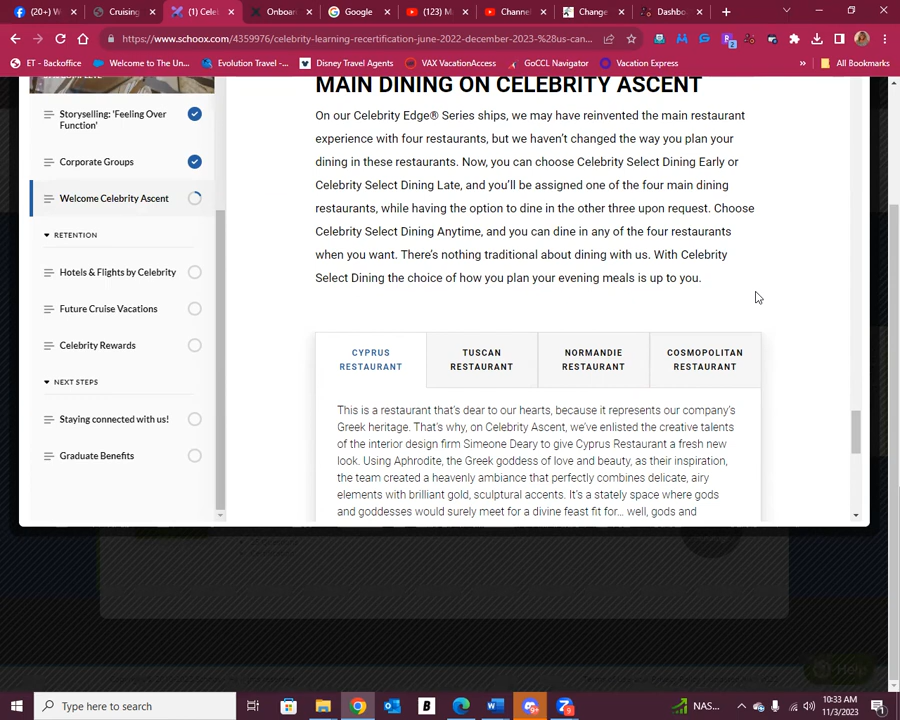 (20+) W
Cruising
(1) Cele
Onboar
Google
(123) M
Channel
Change
Dashbo
https://www.schoox.com/4359976/celebrity-learning-recertification-june-2022-december-2023-%28us-can...
ET - Backoffice
Welcome to The Un...
Evolution Travel -...
Disney Travel Agents
VAX VacationAccess
GoCCL Navigator
Vacation Express
»
All Bookmarks
Storyselling: 'Feeling Over
Function'
Corporate Groups
Welcome Celebrity Ascent
RETENTION
Hotels & Flights by Celebrity
Future Cruise Vacations
Celebrity Rewards
NEXT STEPS
Staying connected with us!
Graduate Benefits
MAIN DINING ON CELEBRITY ASCENT
On our Celebrity Edge® Series ships, we may have reinvented the main restaurant
experience with four restaurants, but we haven't changed the way you plan your
dining in these restaurants. Now, you can choose Celebrity Select Dining Early or
Celebrity Select Dining Late, and you'll be assigned one of the four main dining
restaurants, while having the option to dine in the other three upon request. Choose
Celebrity Select Dining Anytime, and you can dine in any of the four restaurants
when you want. There's nothing traditional about dining with us. With Celebrity
Select Dining the choice of how you plan your evening meals is up to you.
CYPRUS
RESTAURANT
TUSCAN
RESTAURANT
NORMANDIE
RESTAURANT
COSMOPOLITAN
RESTAURANT
This is a restaurant that's dear to our hearts, because it represents our company's
Greek heritage. That's why, on Celebrity Ascent, we've enlisted the creative talents
of the interior design firm Simeone Deary to give Cyprus Restaurant a fresh new
look. Using Aphrodite, the Greek goddess of love and beauty, as their inspiration,
the team created a heavenly ambiance that perfectly combines delicate, airy
elements with brilliant gold, sculptural accents. It's a stately space where gods
and goddesses would surely meet for a divine feast fit for... well, gods and
Help
Type here to search
NAS...
10:33 AM
11/3/2023